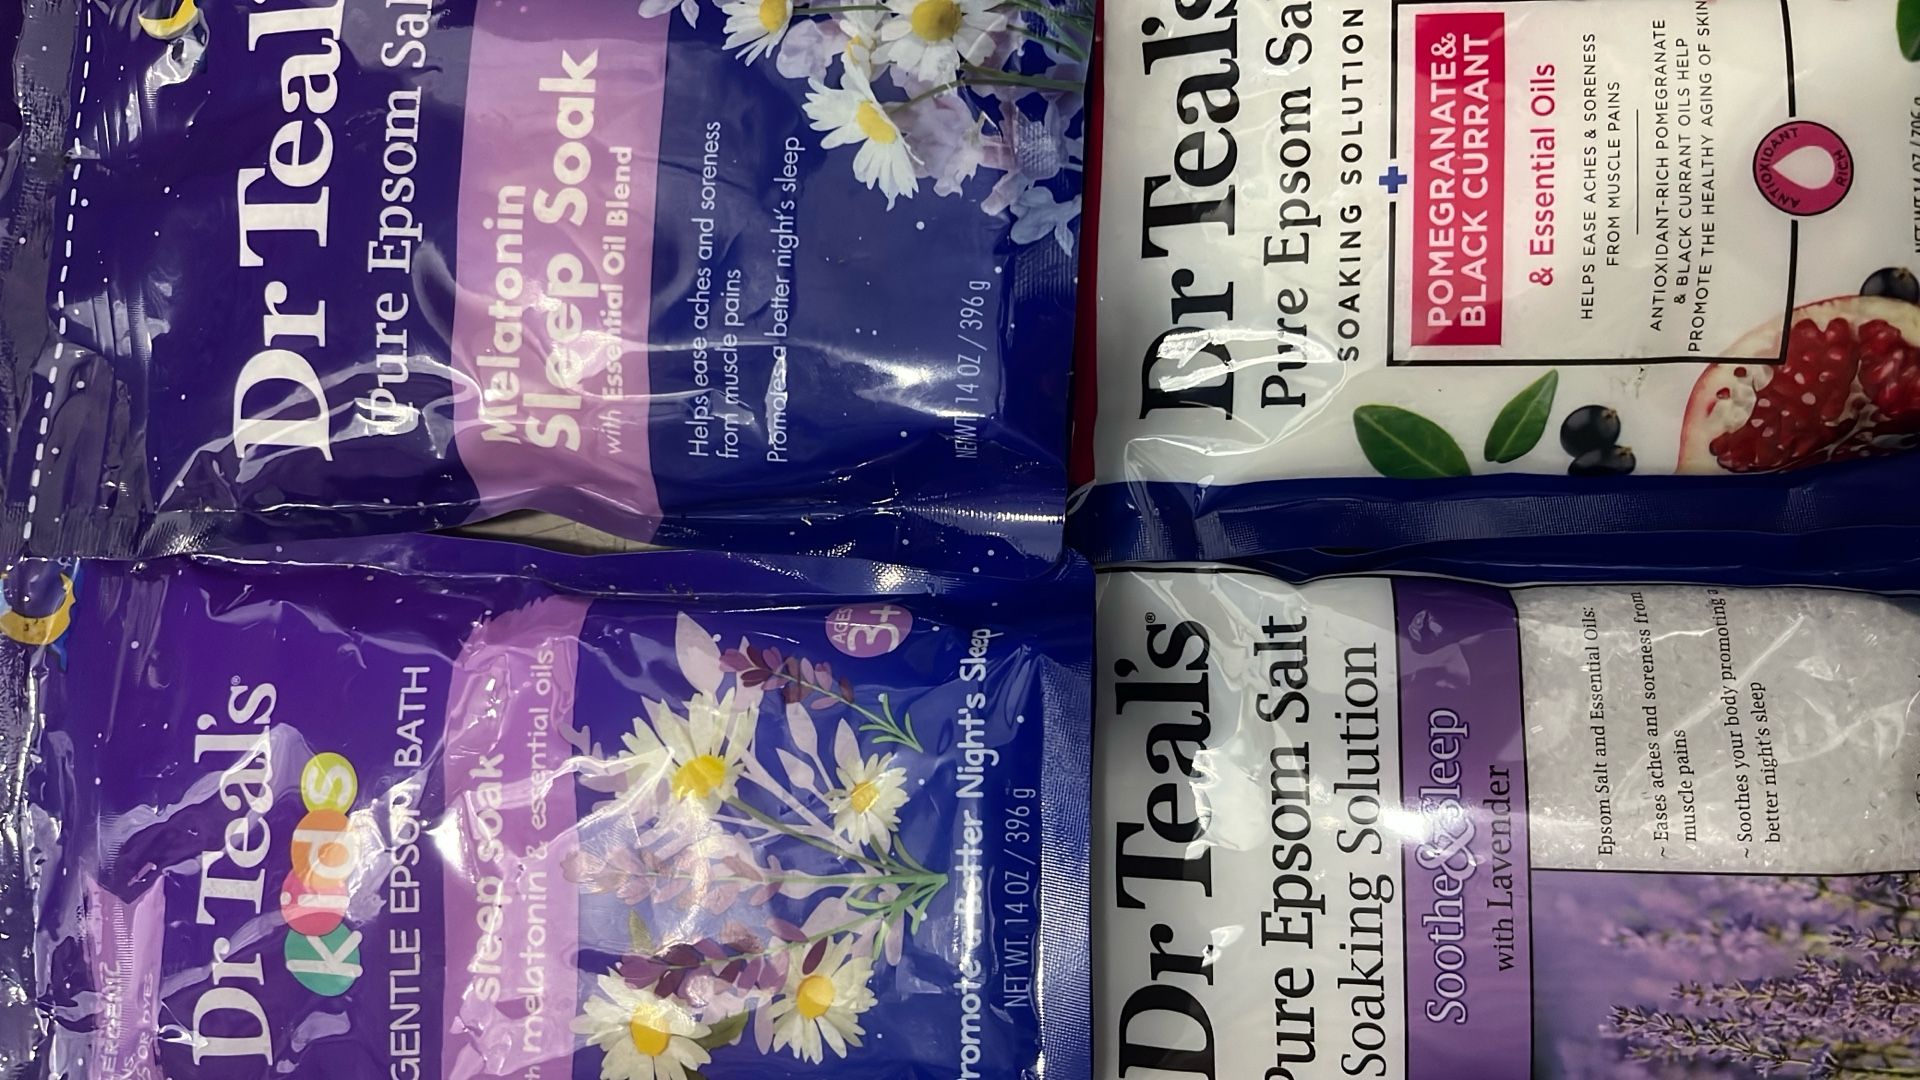 Dr Teal
Pure Epsom Sal
Melatonin
Sleep Soak
with Essential Oil Blend
Helps ease aches and soreness
from muscle pains
Promotes a better night's sleep
NET WT 14 OZ / 396 g
Dr Teal's
Pure Epsom Sa
SOAKING SOLUTION
+
POMEGRANATE &
BLACK CURRANT
& Essential Oils
HELPS EASE ACHES & SORENESS
FROM MUSCLE PAINS
ANTIOXIDANT-RICH POMEGRANATE
& BLACK CURRANT OILS HELP
PROMOTE THE HEALTHY AGING OF SKIN
ANTIOXIDANT
RICH
Dr Teal's®
kids
GENTLE EPSOM BATH
sleep soak
melatonin & essential oils
AGES
3+
Promote a Better Night's Sleep
NET WT. 14 OZ / 396 g
Dr Teal's®
Pure Epsom Salt
Soaking Solution
Soothe & Sleep
with Lavender
Epsom Salt and Essential Oils:
~ Eases aches and soreness from
muscle pains
~ Soothes your body promoting a
better night's sleep